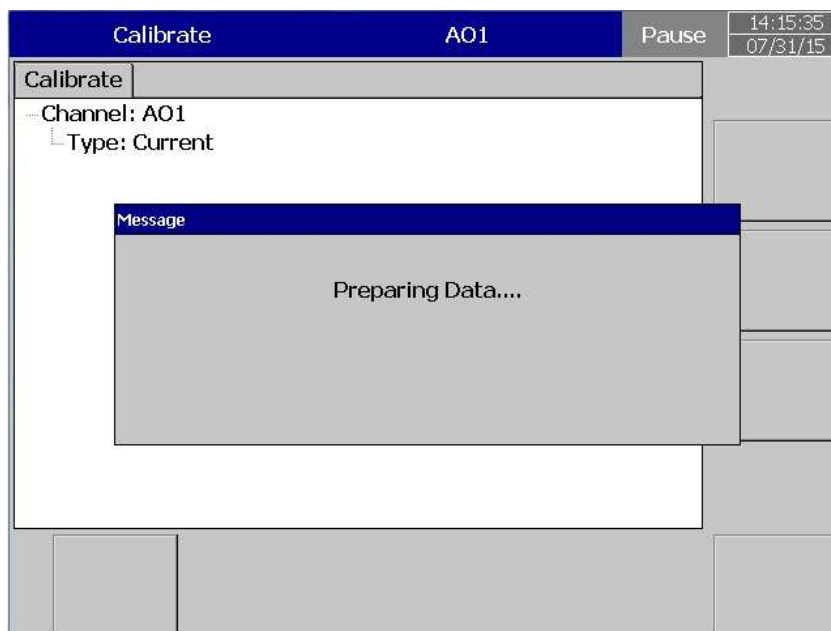 Calibrate AO1 Pause 14:15:35
07/31/15
Calibrate
Channel: AO1
Type: Current
Message
Preparing Data....